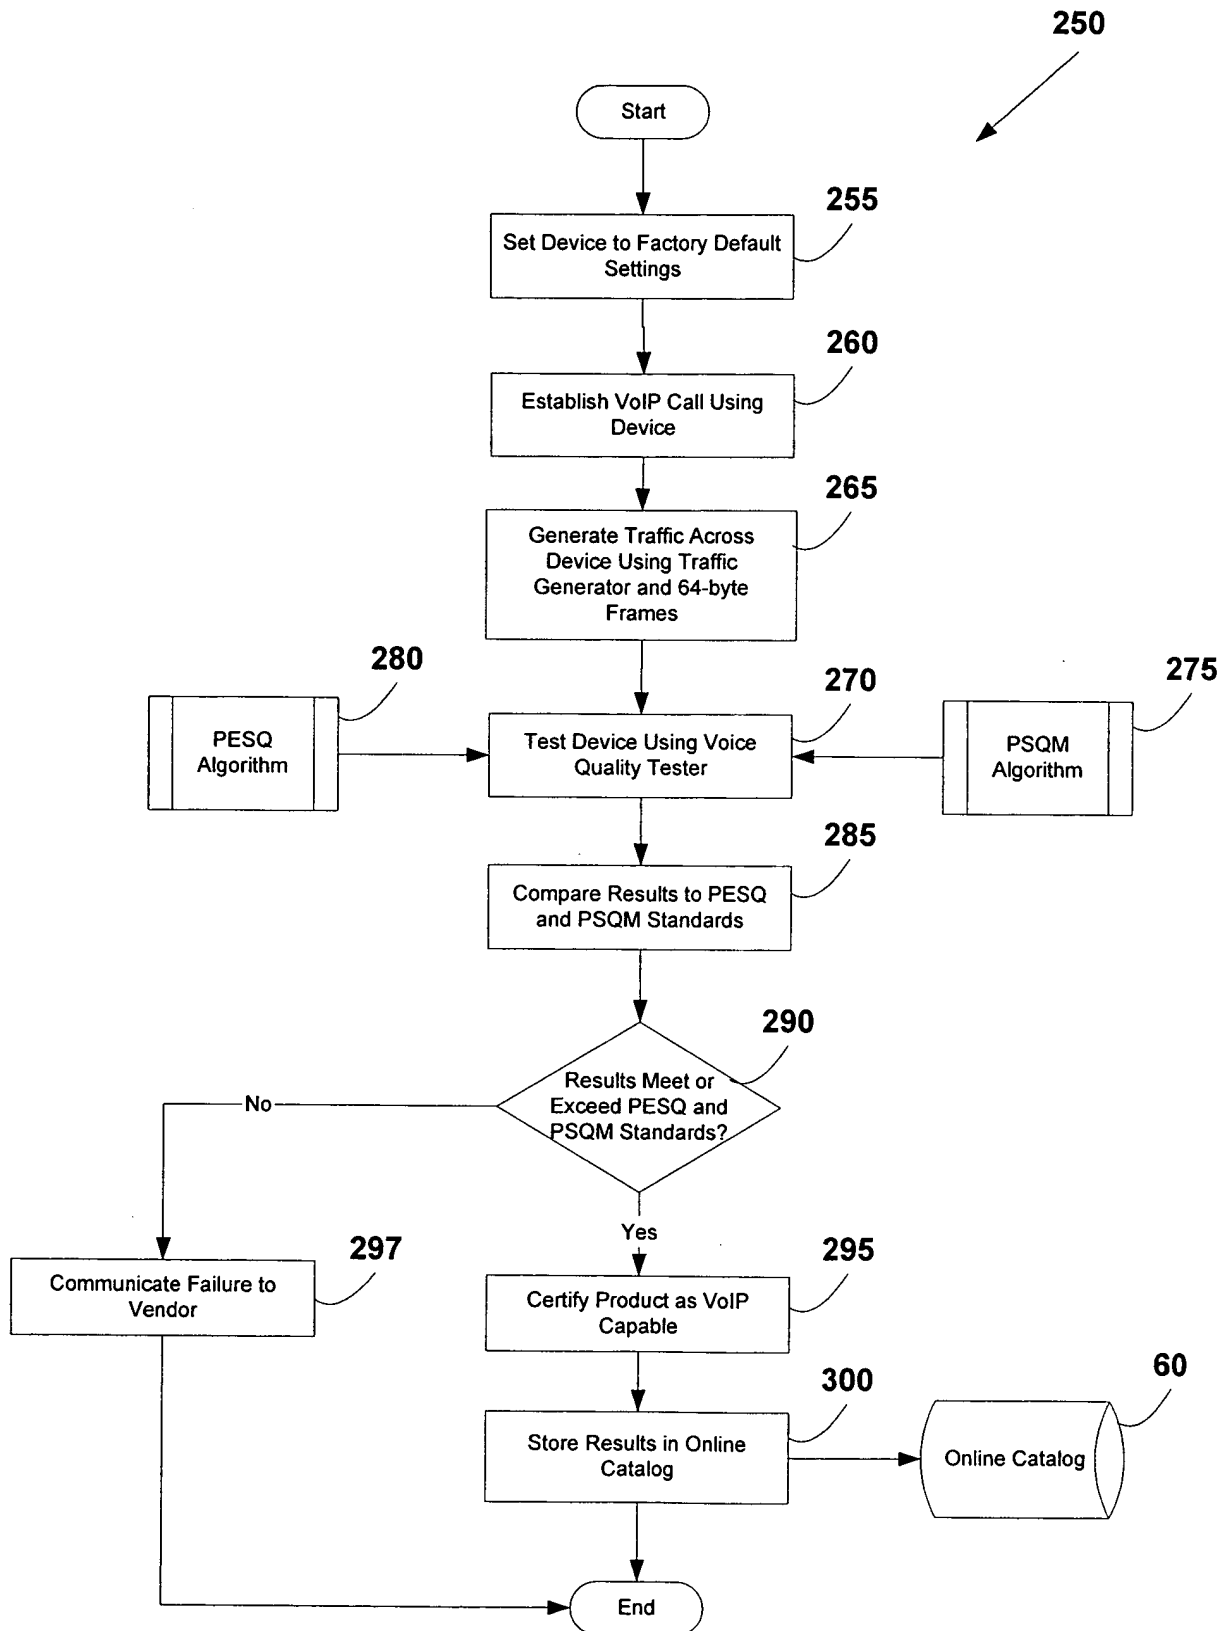 250
Start
255
Set Device to Factory Default
Settings
260
Establish VoIP Call Using
Device
265
Generate Traffic Across
Device Using Traffic
Generator and 64-byte
Frames
280
PESQ
Algorithm
270
Test Device Using Voice
Quality Tester
275
PSQM
Algorithm
285
Compare Results to PESQ
and PSQM Standards
290
Results Meet or
Exceed PESQ and
PSQM Standards?
No
Yes
297
Communicate Failure to
Vendor
295
Certify Product as VoIP
Capable
300
Store Results in Online
Catalog
60
Online Catalog
End